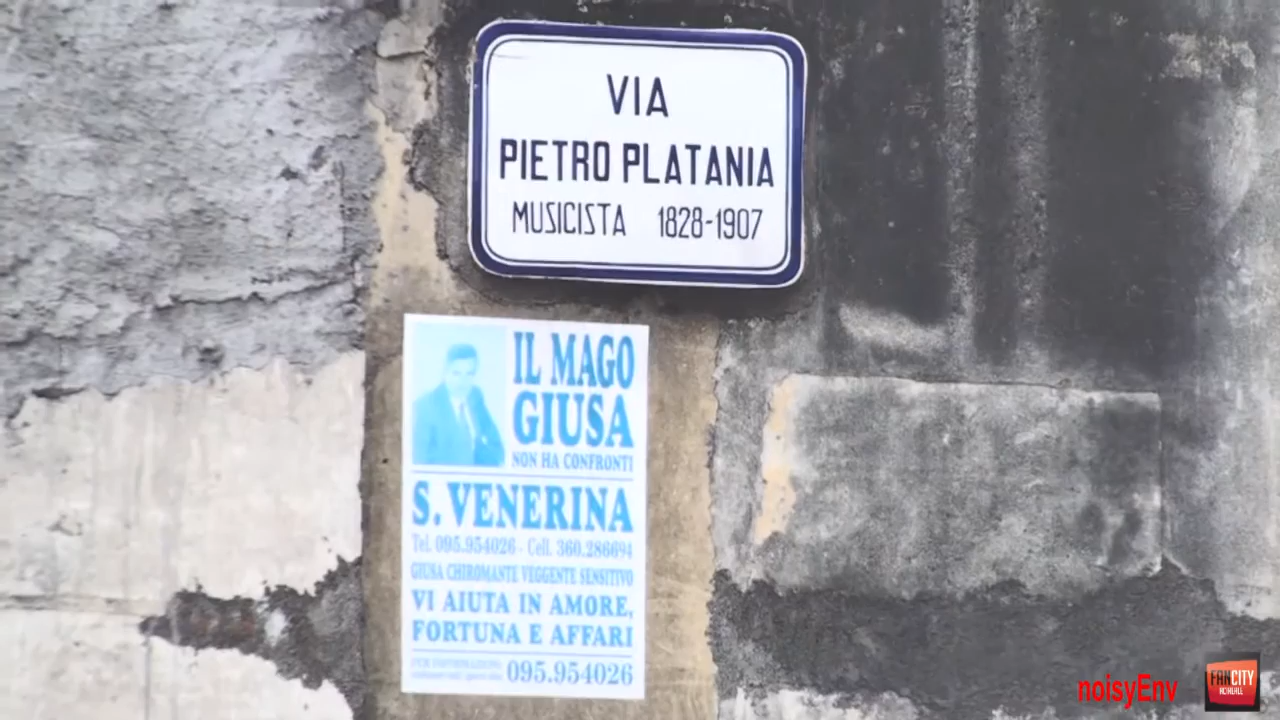 VIA
PIETRO PLATANIA
MUSICISTA 1828-1907
IL MAGO
GIUSA
NON HA CONFRONTI
S. VENERINA
Tel. 095.954026 - Cell. 360.286694
GIUSA CHIROMANTE VEGGENTE SENSITIVO
VI AIUTA IN AMORE,
FORTUNA E AFFARI
095.954026
noisyEnv
FANCITY